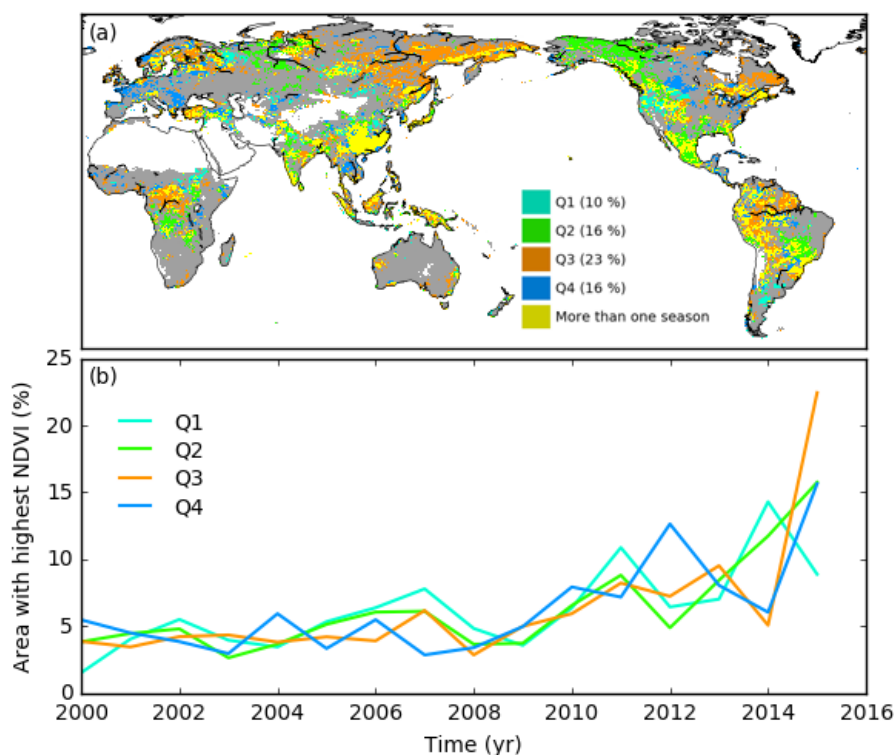 (a)
Q1 (10 %)
Q2 (16 %)
Q3 (23 %)
Q4 (16 %)
More than one season
(b)
Area with highest NDVI (%)
25
20
15
10
5
0
Q1
Q2
Q3
Q4
2000 2002 2004 2006 2008 2010 2012 2014 2016
Time (yr)